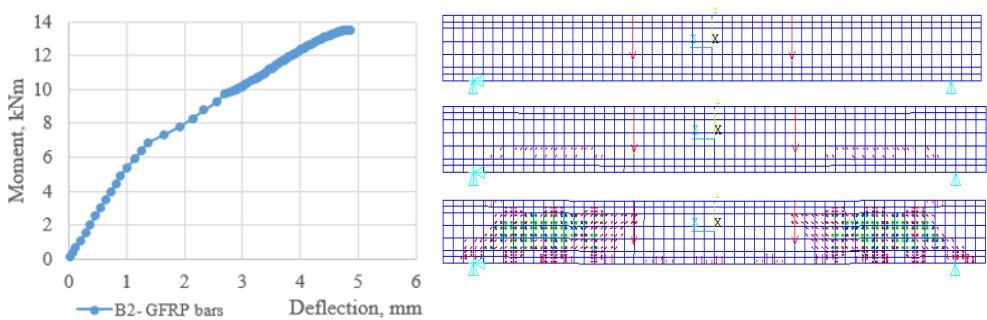 Moment, kNm
14
12
10
8
6
4
2
0
0 1 2 3 4 5 6
B2- GFRP bars
Deflection, mm
Z X
Z X
Z X